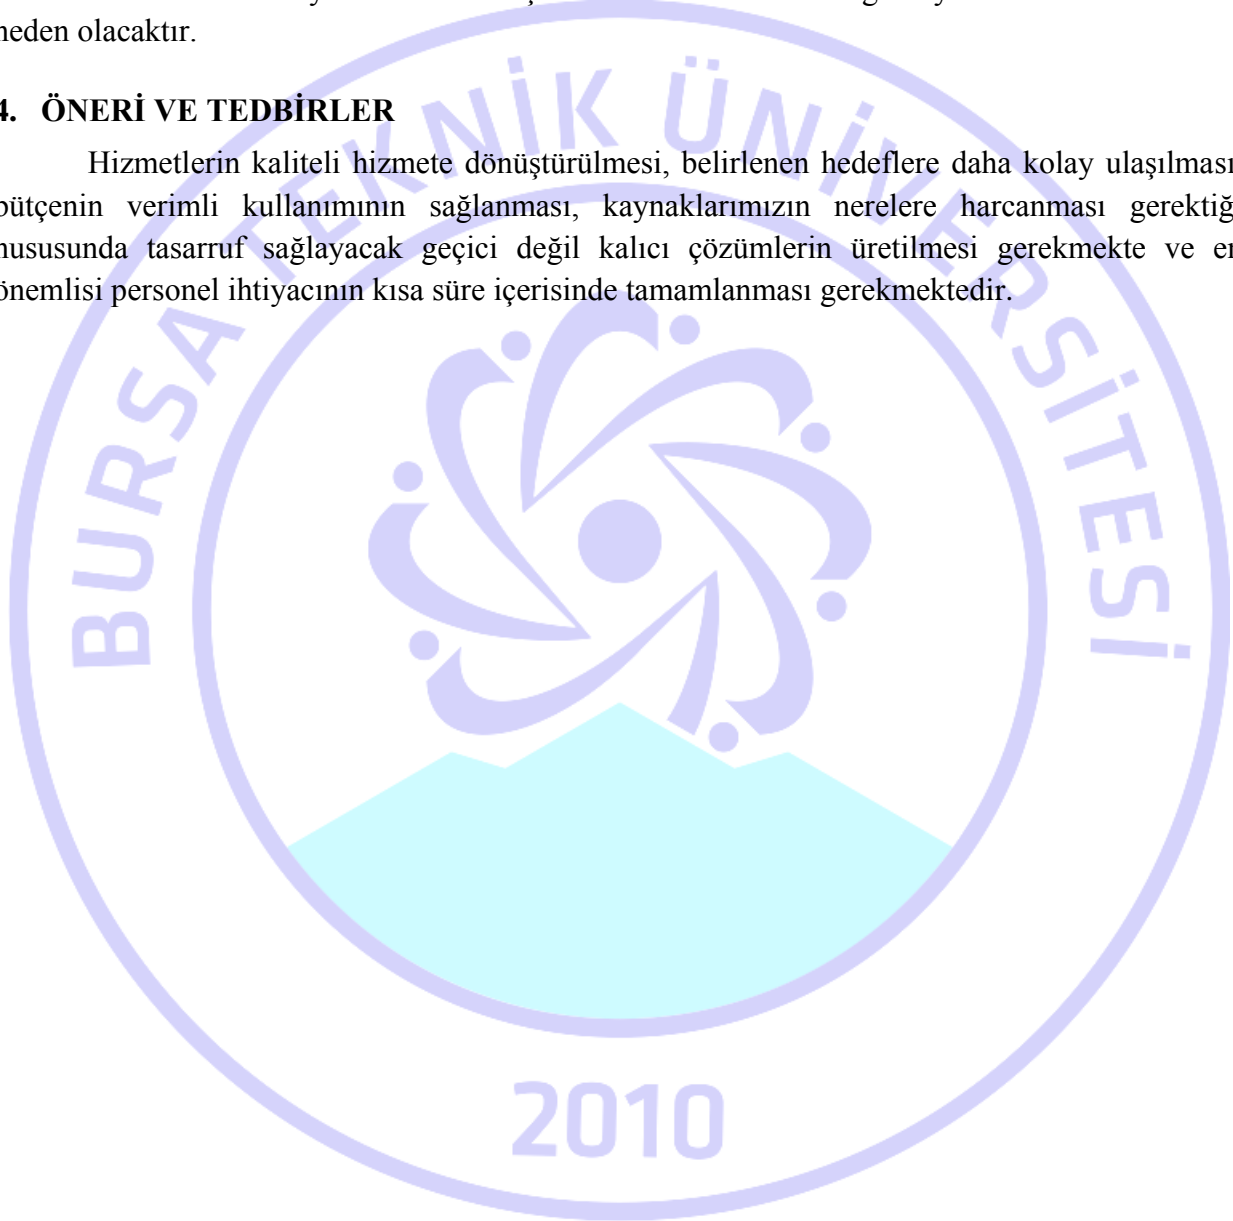 neden olacaktır.
4. ÖNERİ VE TEDBİRLER
Hizmetlerin kaliteli hizmete dönüştürülmesi, belirlenen hedeflere daha kolay ulaşılması
bütçenin verimli kullanımının sağlanması, kaynaklarımızın nerelere harcanması gerektiğ
hususunda tasarruf sağlayacak geçici değil kalıcı çözümlerin üretilmesi gerekmekte ve
önemlisi personel ihtiyacının kısa süre içerisinde tamamlanması gerekmektedir.
BURSA TEKNİK ÜNİVERSİTESİ
2010